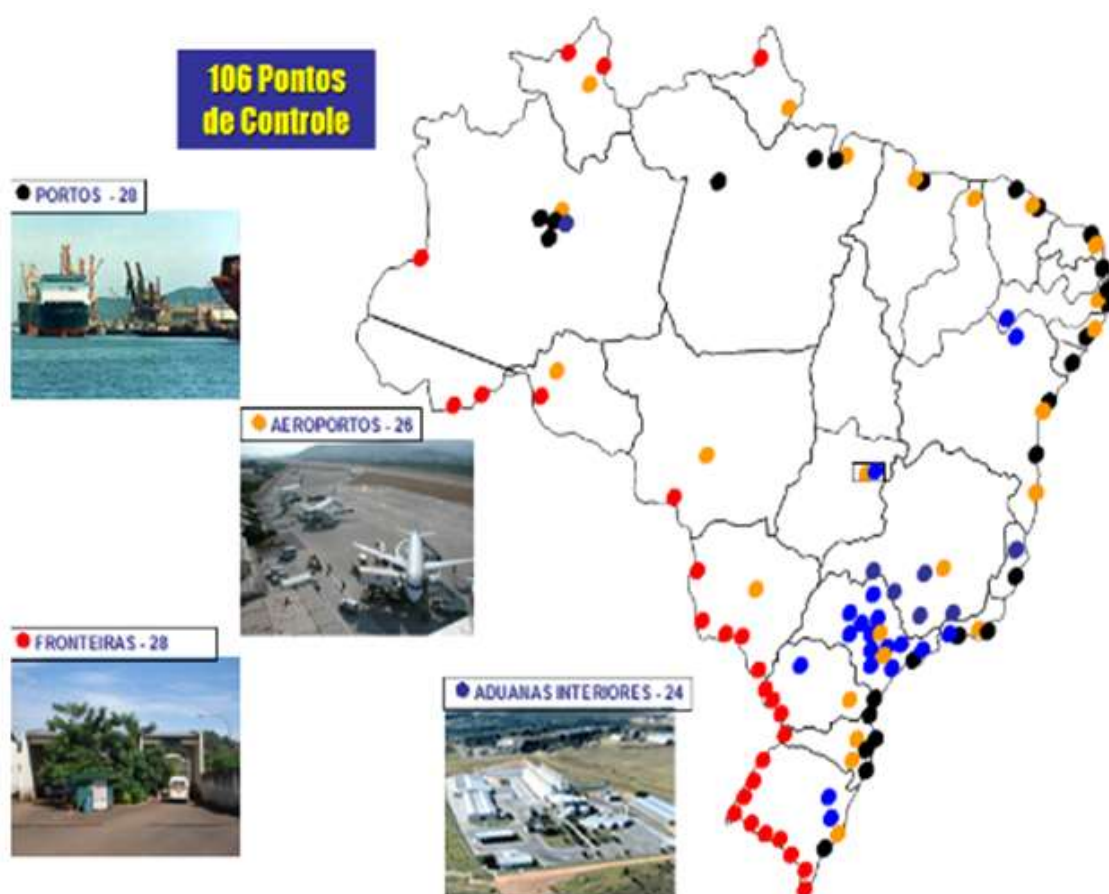 106 Pontos
de Controle
PORTOS - 28
AEROPORTOS - 26
FRONTEIRAS - 28
ADUANAS INTERIORES - 24